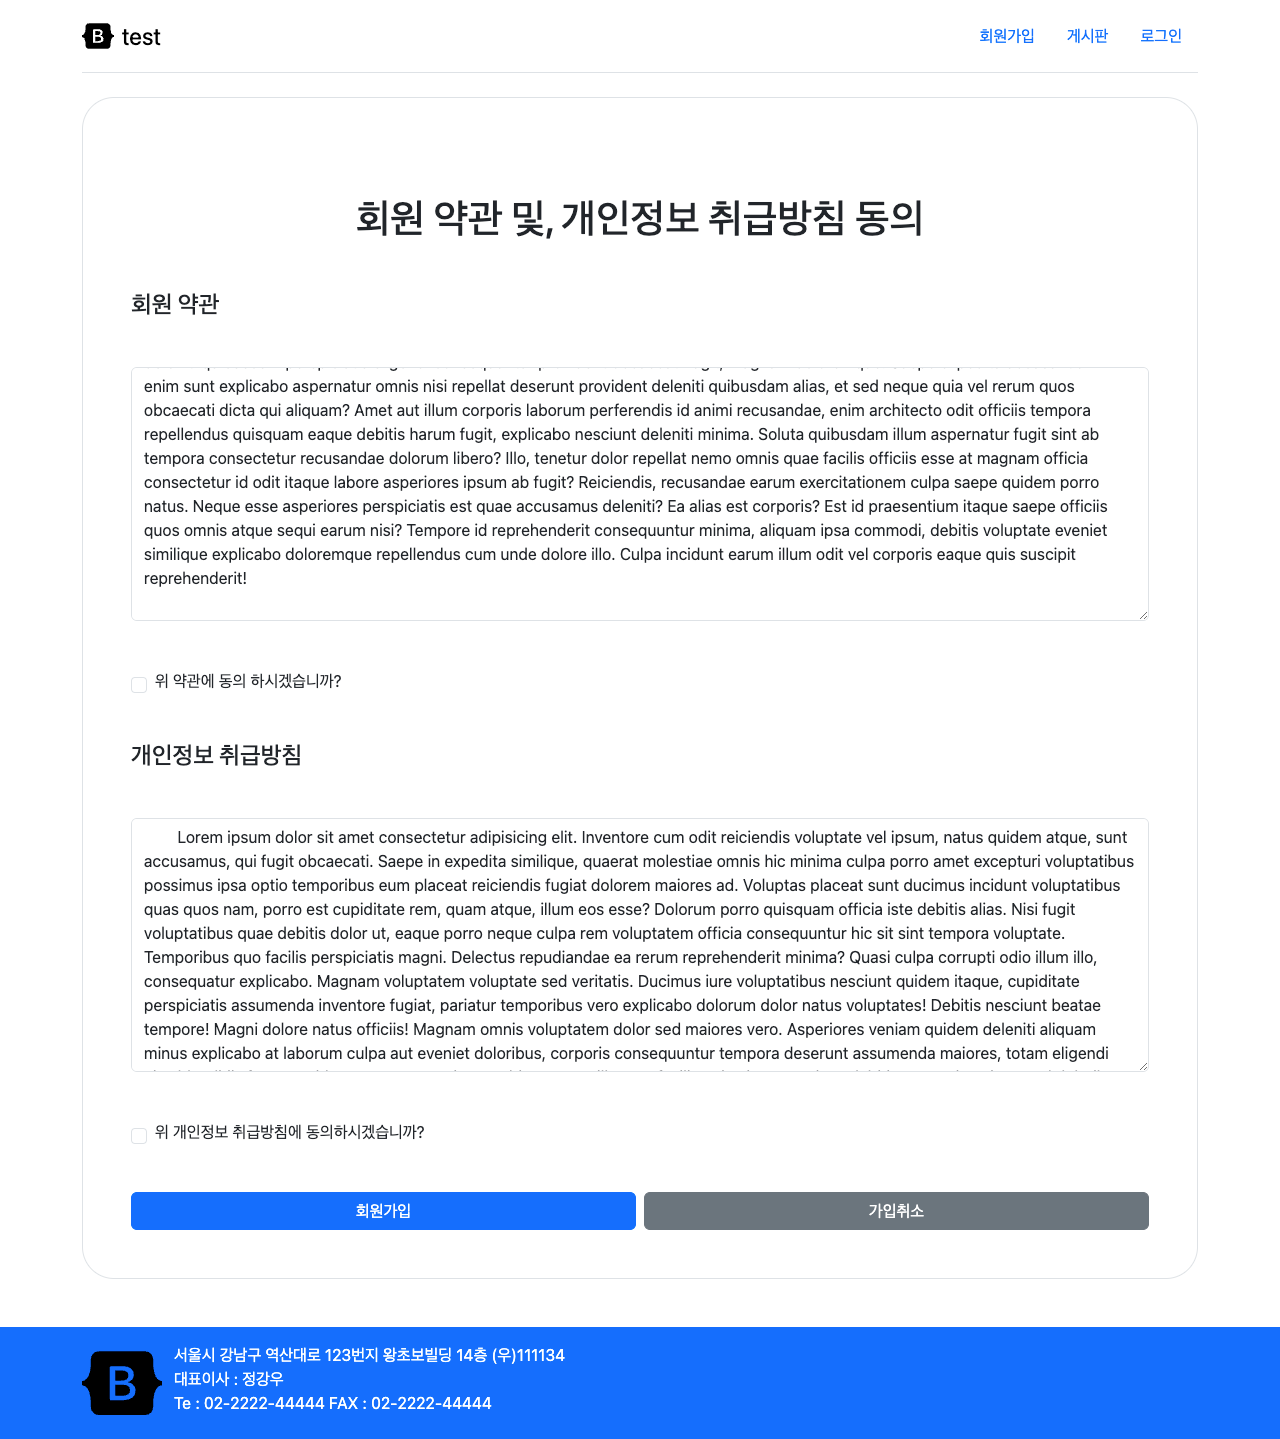 B test
회원가입 게시판 로그인
회원 약관 및, 개인정보 취급방침 동의
회원 약관
enim sunt explicabo aspernatur omnis nisi repellat deserunt provident deleniti quibusdam alias, et sed neque quia vel rerum quos
obcaecati dicta qui aliquam? Amet aut illum corporis laborum perferendis id animi recusandae, enim architecto odit officiis tempora
repellendus quisquam eaque debitis harum fugit, explicabo nesciunt deleniti minima. Soluta quibusdam illum aspernatur fugit sint ab
tempora consectetur recusandae dolorum libero? Illo, tenetur dolor repellat nemo omnis quae facilis officiis esse at magnam officia
consectetur id odit itaque labore asperiores ipsum ab fugit? Reiciendis, recusandae earum exercitationem culpa saepe quidem porro
natus. Neque esse asperiores perspiciatis est quae accusamus deleniti? Ea alias est corporis? Est id praesentium itaque saepe officiis
quos omnis atque sequi earum nisi? Tempore id reprehenderit consequuntur minima, aliquam ipsa commodi, debitis voluptate eveniet
similique explicabo doloremque repellendus cum unde dolore illo. Culpa incidunt earum illum odit vel corporis eaque quis suscipit
reprehenderit!
위 약관에 동의 하시겠습니까?
개인정보 취급방침
Lorem ipsum dolor sit amet consectetur adipisicing elit. Inventore cum odit reiciendis voluptate vel ipsum, natus quidem atque, sunt
accusamus, qui fugit obcaecati. Saepe in expedita similique, quaerat molestiae omnis hic minima culpa porro amet excepturi voluptatibus
possimus ipsa optio temporibus eum placeat reiciendis fugiat dolorem maiores ad. Voluptas placeat sunt ducimus incidunt voluptatibus
quas quos nam, porro est cupiditate rem, quam atque, illum eos esse? Dolorum porro quisquam officia iste debitis alias. Nisi fugit
voluptatibus quae debitis dolor ut, eaque porro neque culpa rem voluptatem officia consequuntur hic sit sint tempora voluptate.
Temporibus quo facilis perspiciatis magni. Delectus repudiandae ea rerum reprehenderit minima? Quasi culpa corrupti odio illum illo,
consequatur explicabo. Magnam voluptatem voluptate sed veritatis. Ducimus iure voluptatibus nesciunt quidem itaque, cupiditate
perspiciatis assumenda inventore fugiat, pariatur temporibus vero explicabo dolorum dolor natus voluptates! Debitis nesciunt beatae
tempore! Magni dolore natus officiis! Magnam omnis voluptatem dolor sed maiores vero. Asperiores veniam quidem deleniti aliquam
minus explicabo at laborum culpa aut eveniet doloribus, corporis consequuntur tempora deserunt assumenda maiores, totam eligendi
위 개인정보 취급방침에 동의하시겠습니까?
회원가입 가입취소
B
서울시 강남구 역산대로 123번지 왕초보빌딩 14층 (우)111134
대표이사 : 정강우
Te : 02-2222-44444 FAX : 02-2222-44444